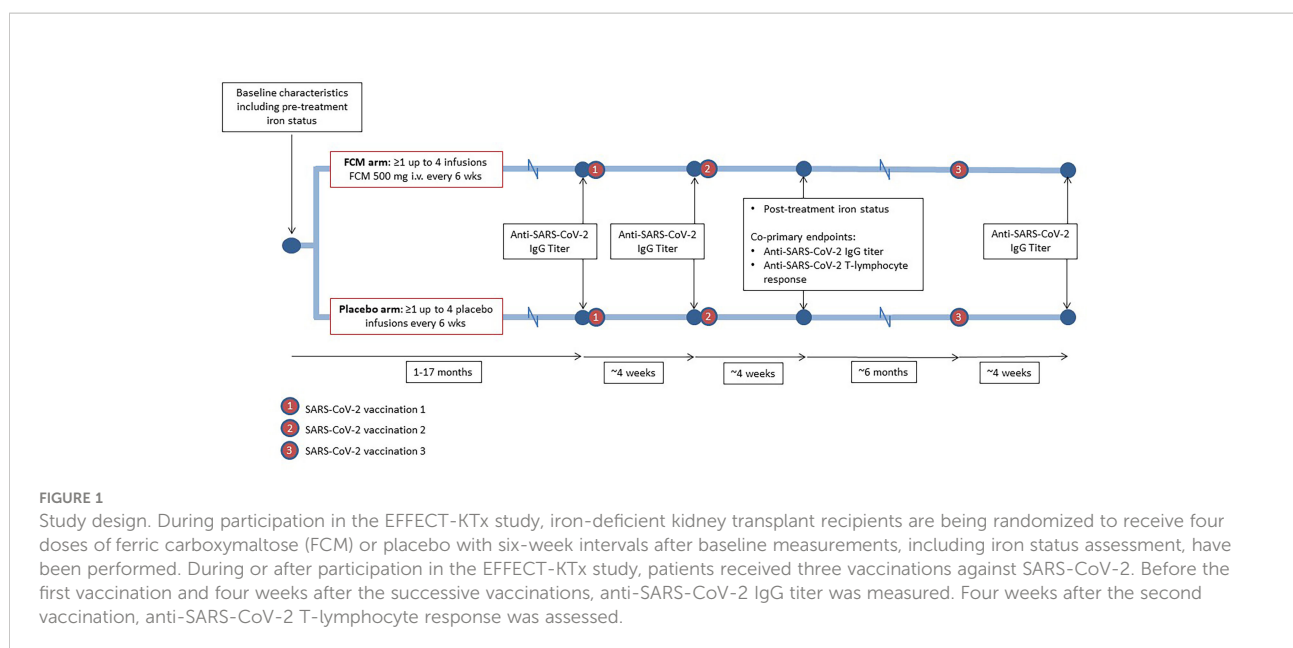 Baseline characteristics
including pre-treatment
iron status
FCM arm: ≥1 up to 4 infusions
FCM 500 mg i.v. every 6 wks
1
2
3
Anti-SARS-CoV-2
IgG Titer
Anti-SARS-CoV-2
IgG Titer
• Post-treatment iron status
Co-primary endpoints:
• Anti-SARS-CoV-2 IgG titer
• Anti-SARS-CoV-2 T-lymphocyte
response
Anti-SARS-CoV-2
IgG Titer
Placebo arm: ≥1 up to 4 placebo
infusions every 6 wks
1
2
3
1-17 months
~4 weeks
~4 weeks
~6 months
~4 weeks
1 SARS-CoV-2 vaccination 1
2 SARS-CoV-2 vaccination 2
3 SARS-CoV-2 vaccination 3
FIGURE 1
Study design. During participation in the EFFECT-KTx study, iron-deficient kidney transplant recipients are being randomized to receive four
doses of ferric carboxymaltose (FCM) or placebo with six-week intervals after baseline measurements, including iron status assessment, have
been performed. During or after participation in the EFFECT-KTx study, patients received three vaccinations against SARS-CoV-2. Before the
first vaccination and four weeks after the successive vaccinations, anti-SARS-CoV-2 IgG titer was measured. Four weeks after the second
vaccination, anti-SARS-CoV-2 T-lymphocyte response was assessed.